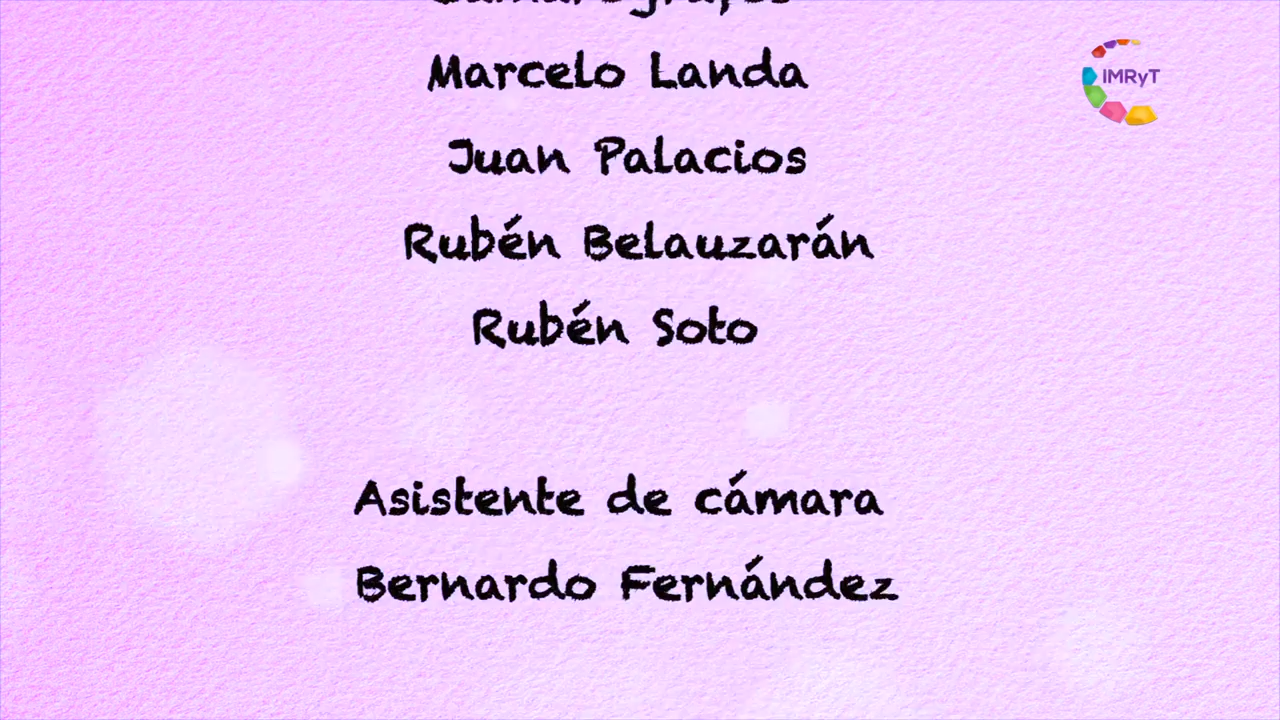 Marcelo Landa
IMRyT
Juan Palacios
Rubén Belauzarán
Rubén Soto
Asistente de cámara
Bernardo Fernández